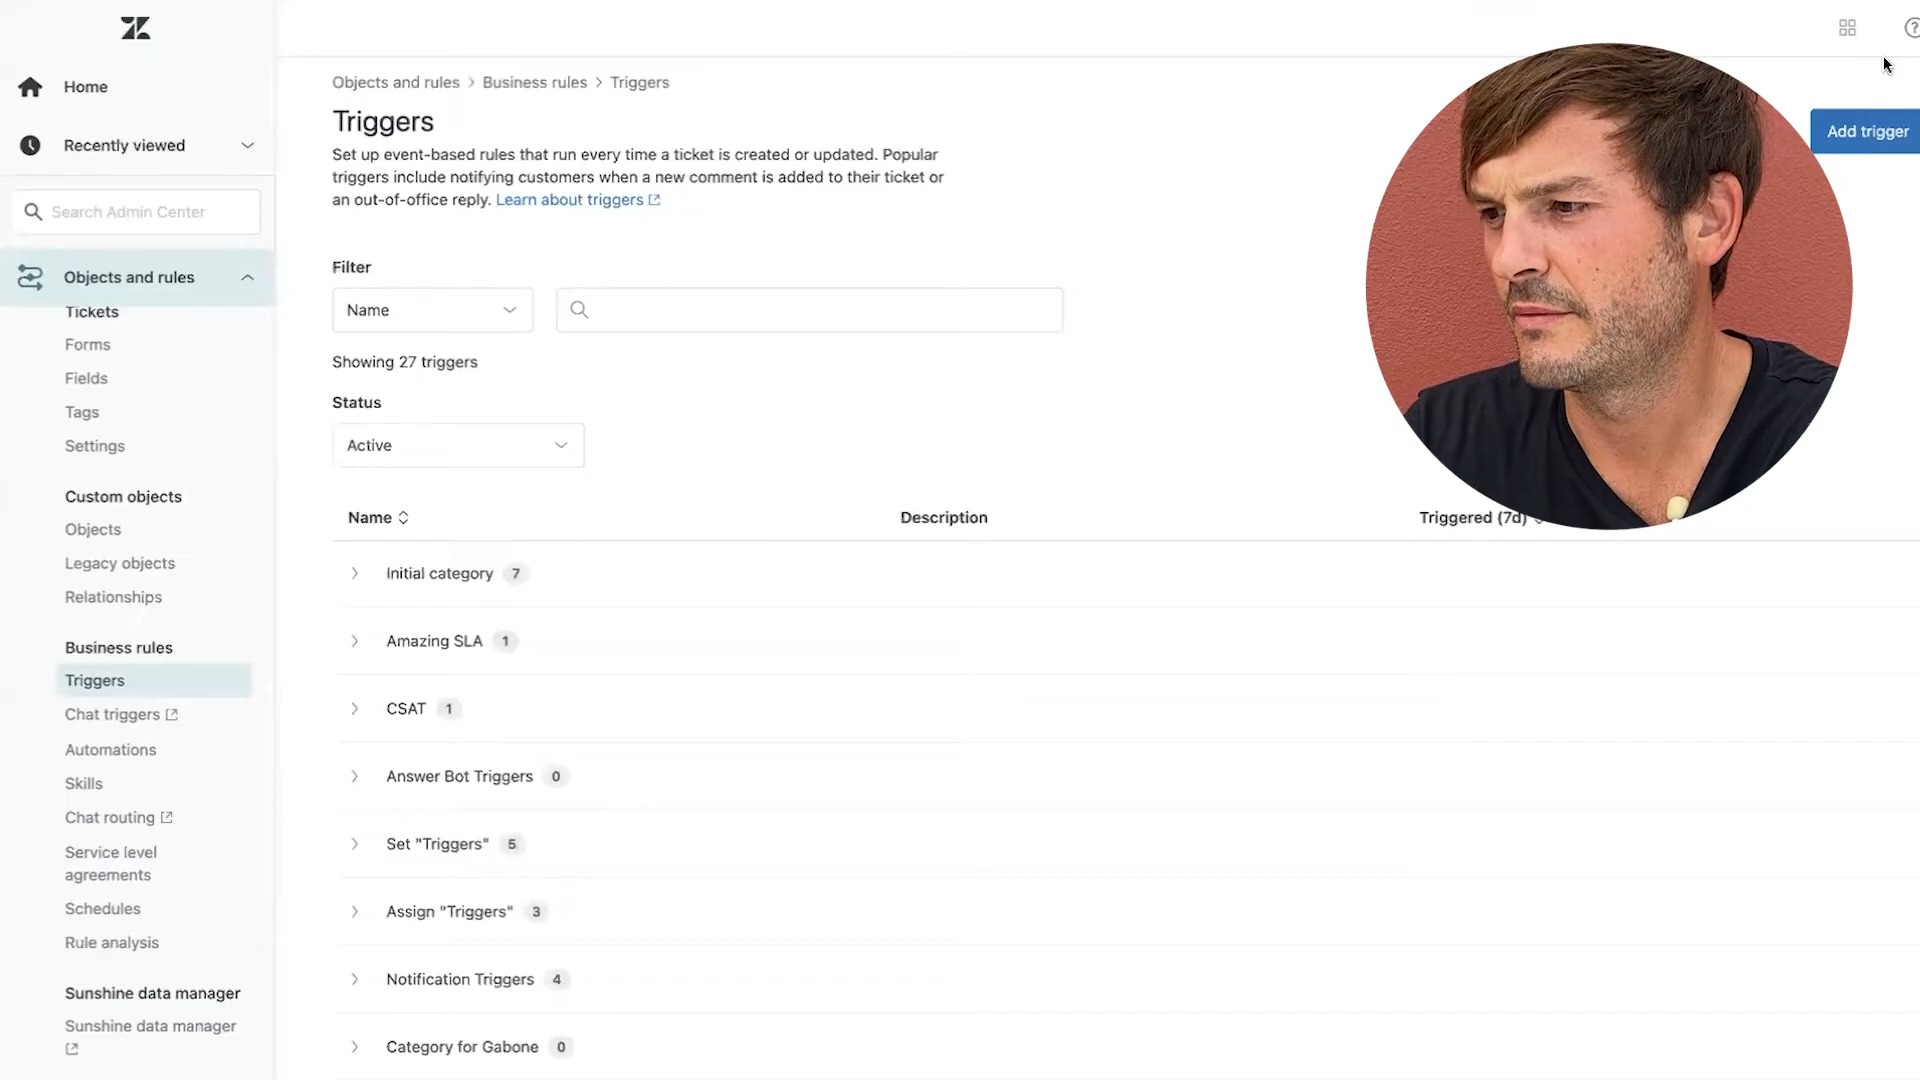 Home
Recently viewed
Search Admin Center
Objects and rules
Tickets
Forms
Fields
Tags
Settings
Custom objects
Objects
Legacy objects
Relationships
Business rules
Triggers
Chat triggers
Automations
Skills
Chat routing
Service level
agreements
Schedules
Rule analysis
Sunshine data manager
Sunshine data manager
Objects and rules > Business rules > Triggers
Triggers
Set up event-based rules that run every time a ticket is created or updated. Popular
triggers include notifying customers when a new comment is added to their ticket or
an out-of-office reply. Learn about triggers
Add trigger
Filter
Name
Showing 27 triggers
Status
Active
Name Description Triggered (7d)
Initial category 7
Amazing SLA 1
CSAT 1
Answer Bot Triggers 0
Set "Triggers" 5
Assign "Triggers" 3
Notification Triggers 4
Category for Gabone 0